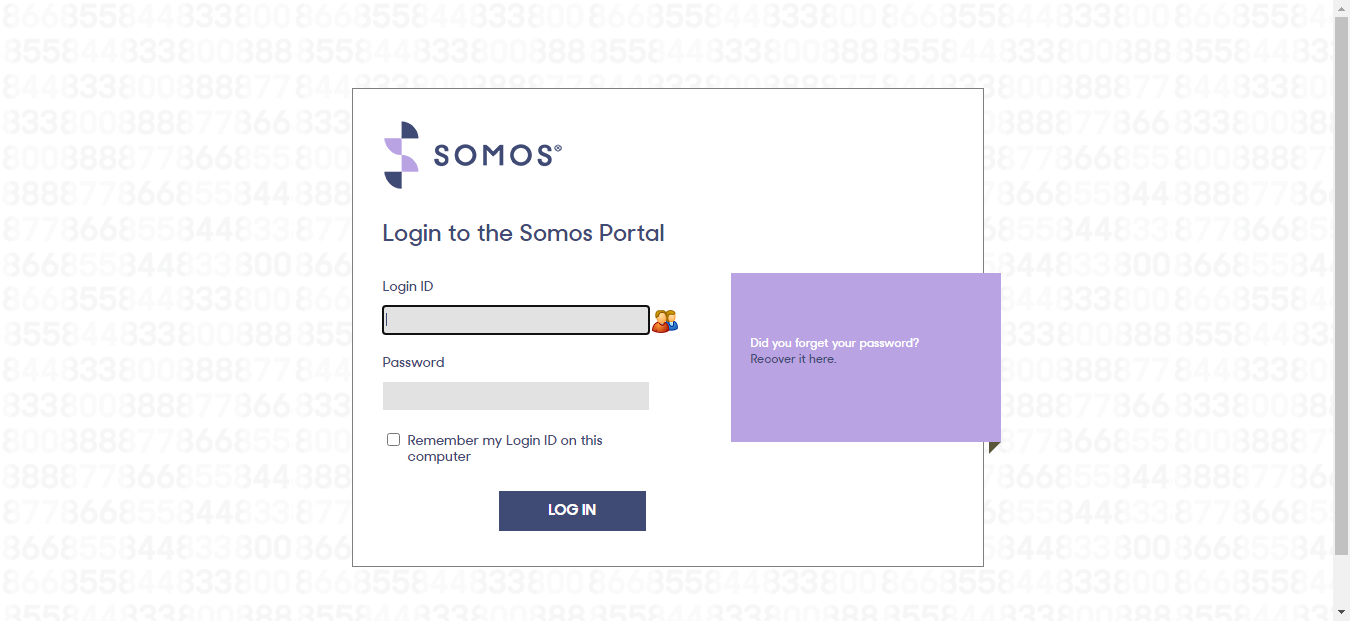 SOMOS®
Login to the Somos Portal
Login ID
Password
Remember my Login ID on this
computer
LOG IN
Did you forget your password?
Recover it here.